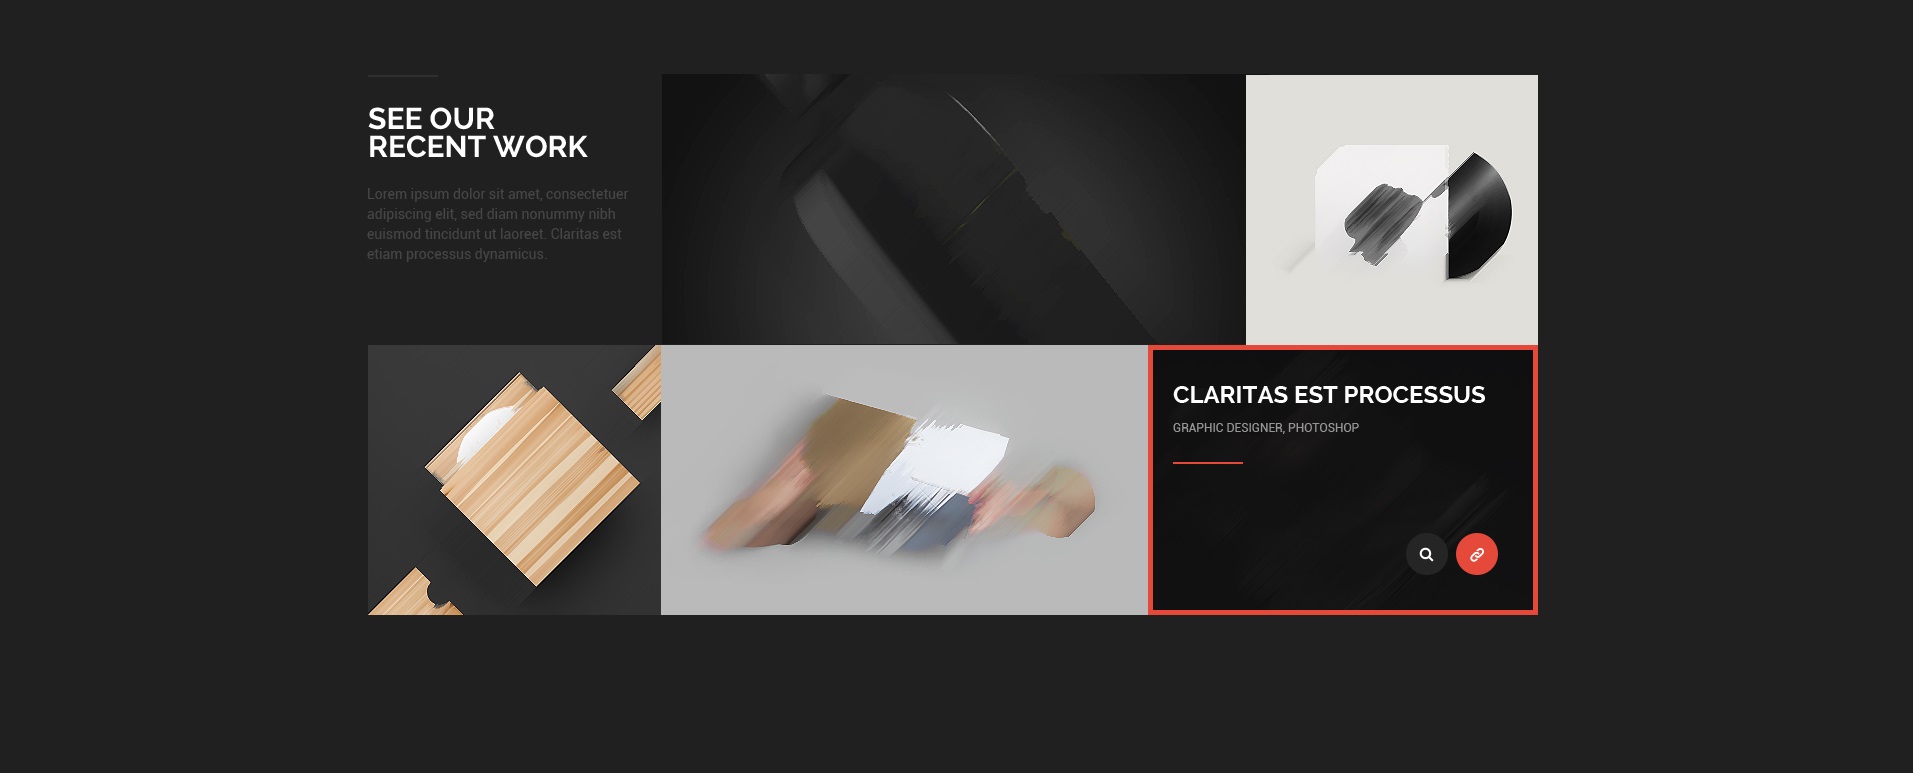 SEE OUR
RECENT WORK
Lorem ipsum dolor sit amet, consectetuer
adipiscing elit, sed diam nonummy nibh
euismod tincidunt ut laoreet. Claritas est
etiam processus dynamicus.
CLARITAS EST PROCESSUS
GRAPHIC DESIGNER, PHOTOSHOP